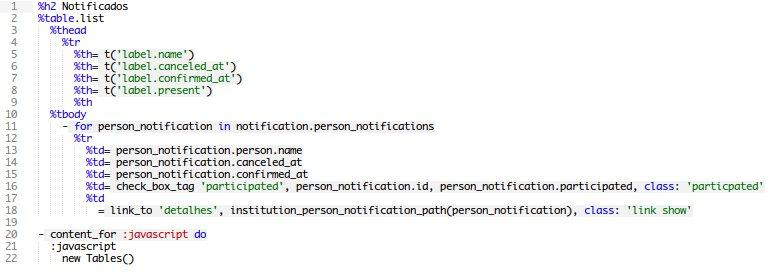 1 %h2 Notificados
2 %table.list
3   %thead
4     %tr
5       %th= t('label.name')
6       %th= t('label.canceled_at')
7       %th= t('label.confirmed_at')
8       %th= t('label.present')
9       %th
10   %tbody
11     - for person_notification in notification.person_notifications
12       %tr
13         %td= person_notification.person.name
14         %td= person_notification.canceled_at
15         %td= person_notification.confirmed_at
16         %td= check_box_tag 'participated', person_notification.id, person_notification.participated, class: 'particpated'
17         %td
18           = link_to 'detalhes', institution_person_notification_path(person_notification), class: 'link show'
19
20 - content_for :javascript do
21   :javascript
22     new Tables()